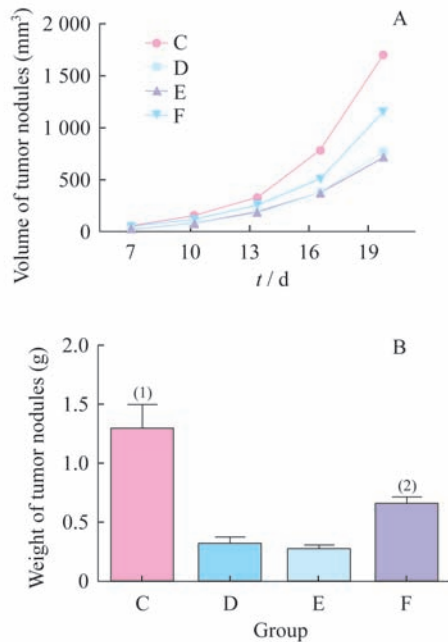 A
Volume of tumor nodules (mm³)
2 000
1 500
1 000
500
0
C
D
E
F
7 10 13 16 19
t / d
B
Weight of tumor nodules (g)
2.0
1.5
1.0
0.5
0
(1)
(2)
C D E F
Group